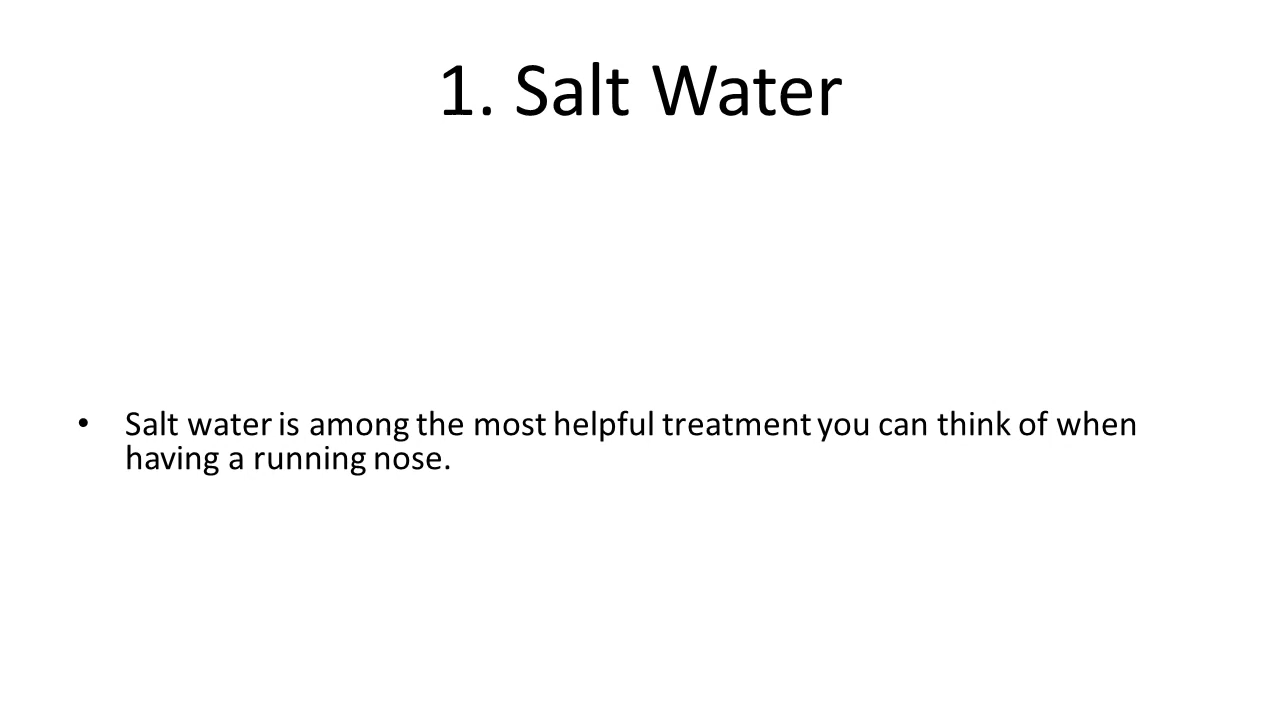 1. Salt Water
• Salt water is among the most helpful treatment you can think of when
having a running nose.